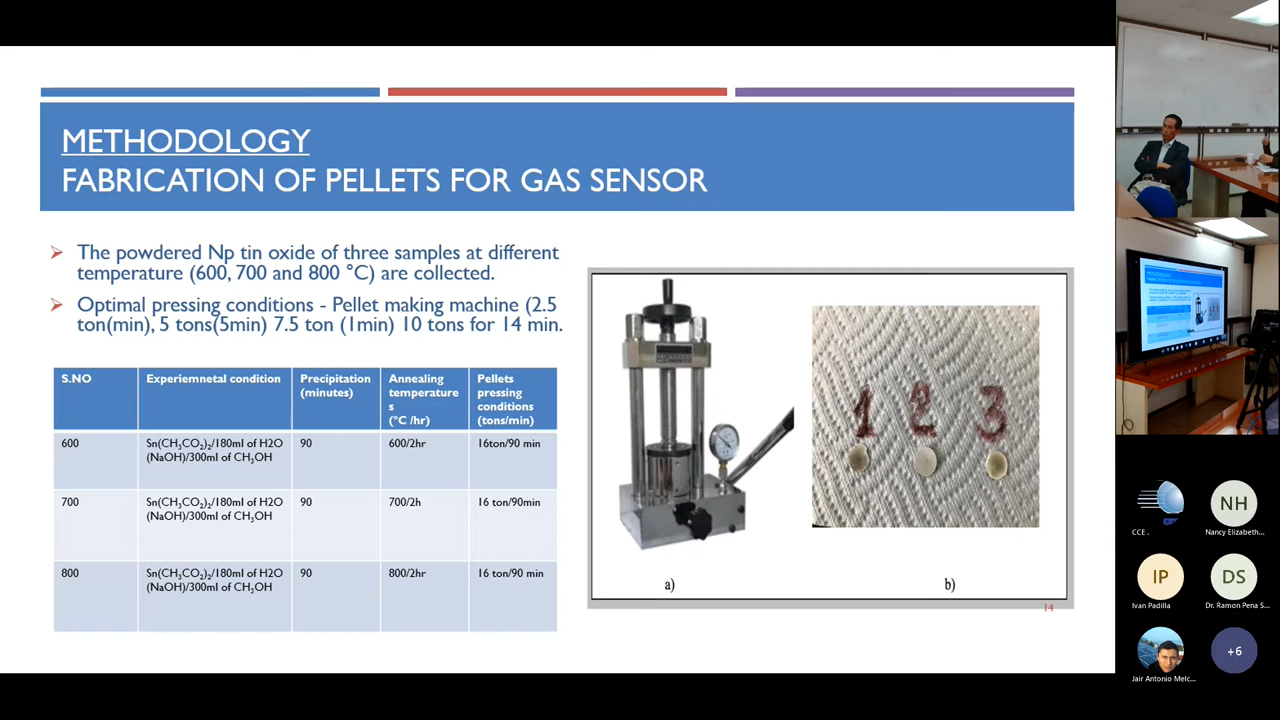 METHODOLOGY
FABRICATION OF PELLETS FOR GAS SENSOR
The powdered Np tin oxide of three samples at different
temperature (600, 700 and 800 °C) are collected.
Optimal pressing conditions - Pellet making machine (2.5
ton(min), 5 tons(5min) 7.5 ton (1min) 10 tons for 14 min.
S.NO
Experiemnetal condition
Precipitation
(minutes)
Annealing
temperature
s
(°C /hr)
Pellets
pressing
conditions
(tons/min)
600
Sn(CH₃CO₂)₂/180ml of H2O
(NaOH)/300ml of CH₃OH
90
600/2hr
16ton/90 min
700
Sn(CH₃CO₂)₂/180ml of H2O
(NaOH)/300ml of CH₃OH
90
700/2h
16 ton/90min
800
Sn(CH₃CO₂)₂/180ml of H2O
(NaOH)/300ml of CH₃OH
90
800/2hr
16 ton/90 min
1 2 3
a)
b)
14
CCE .
NH
Nancy Elizabeth...
IP
Ivan Padilla
DS
Dr. Ramon Pena S...
Jair Antonio Melc...
+6